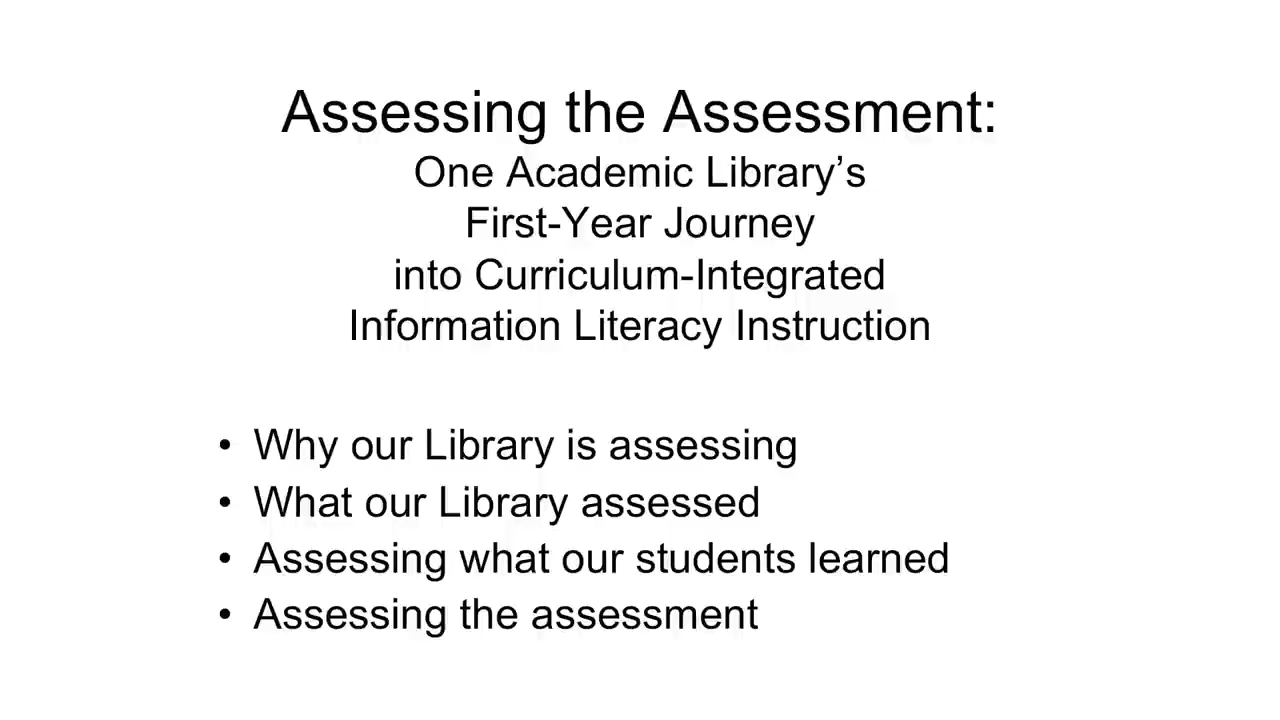 Assessing the Assessment:
One Academic Library’s
First-Year Journey
into Curriculum-Integrated
Information Literacy Instruction
• Why our Library is assessing
• What our Library assessed
• Assessing what our students learned
• Assessing the assessment